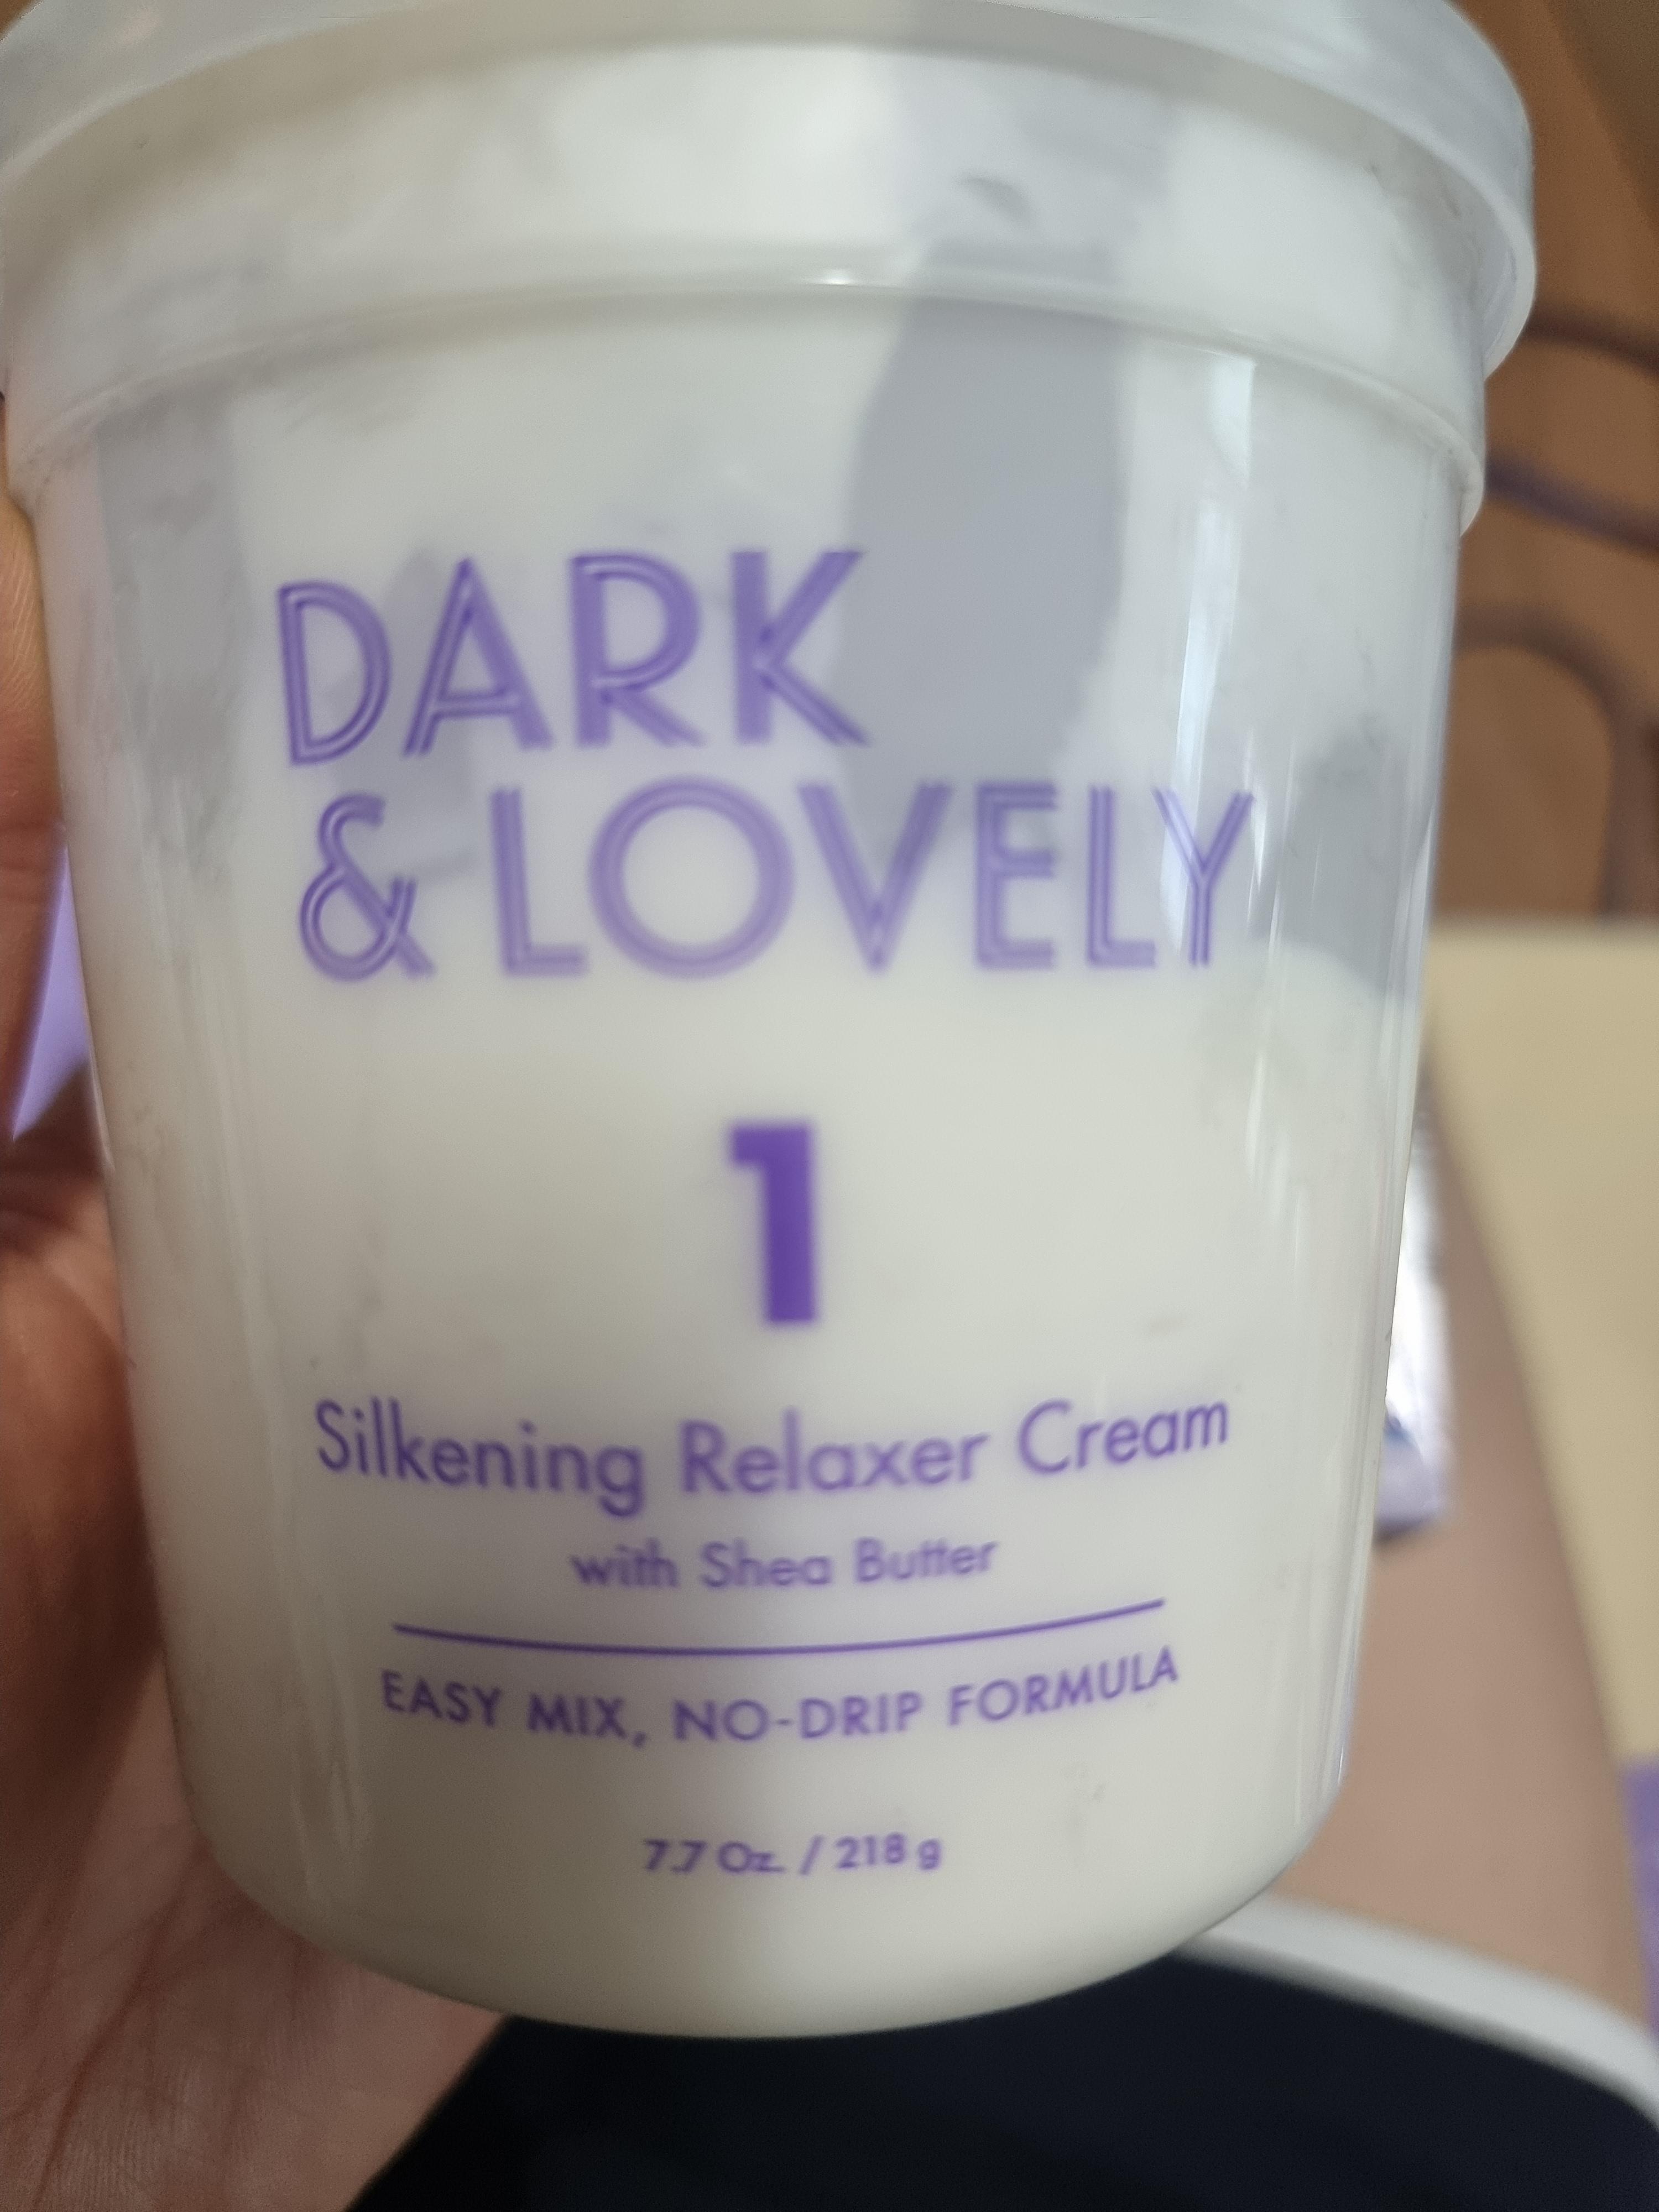 DARK
& LOVELY
1
Silkening Relaxer Cream
with Shea Butter
EASY MIX, NO-DRIP FORMULA
7.7 Oz. / 218 g